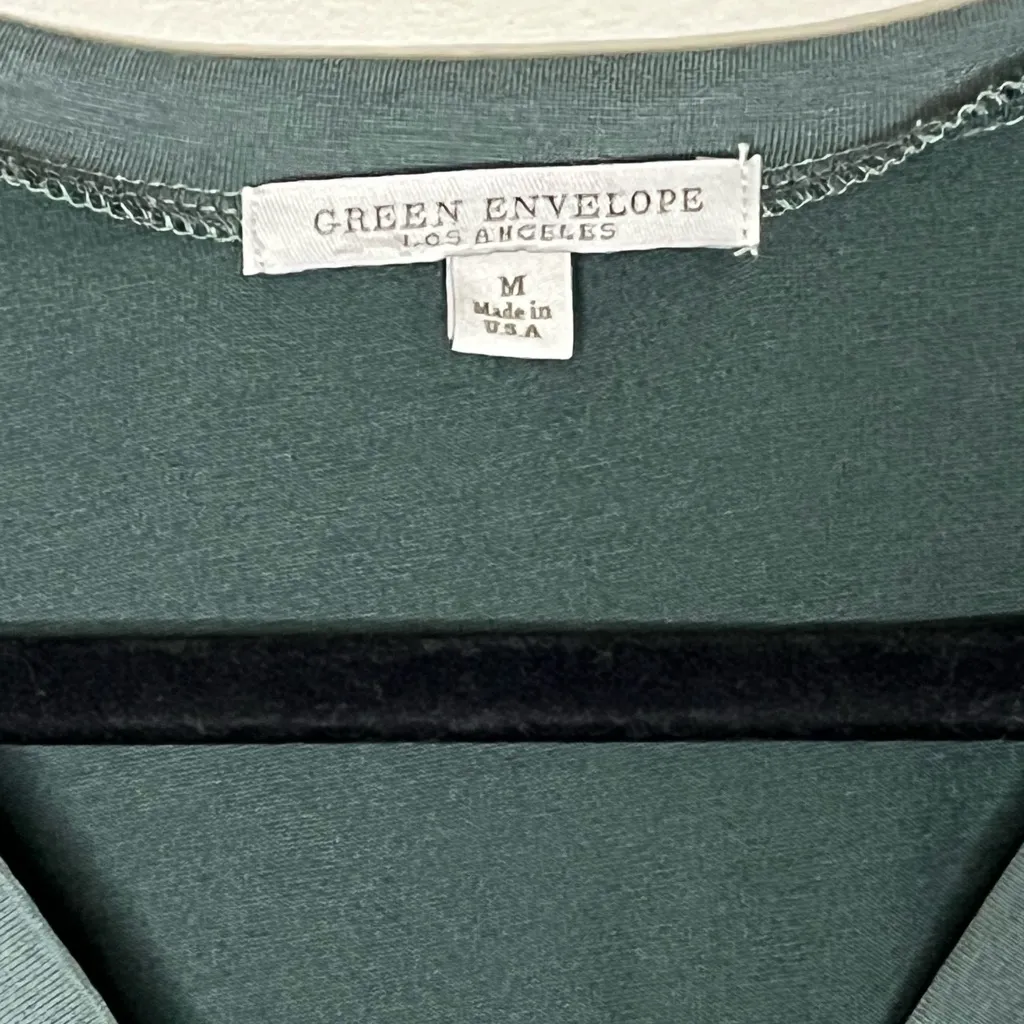 GREEN ENVELOPE
LOS ANGELES
M
Made in
U.S.A